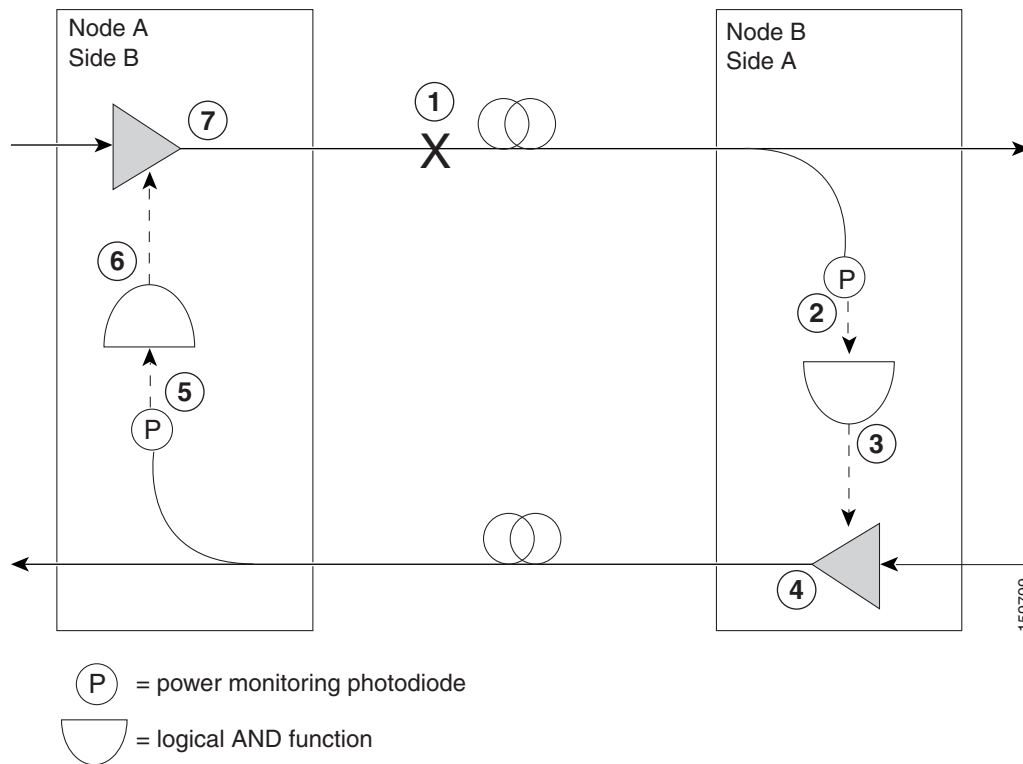 Node A
Side B
Node B
Side A
1
7
X
6
P
2
5
P
3
4
P = power monitoring photodiode
= logical AND function